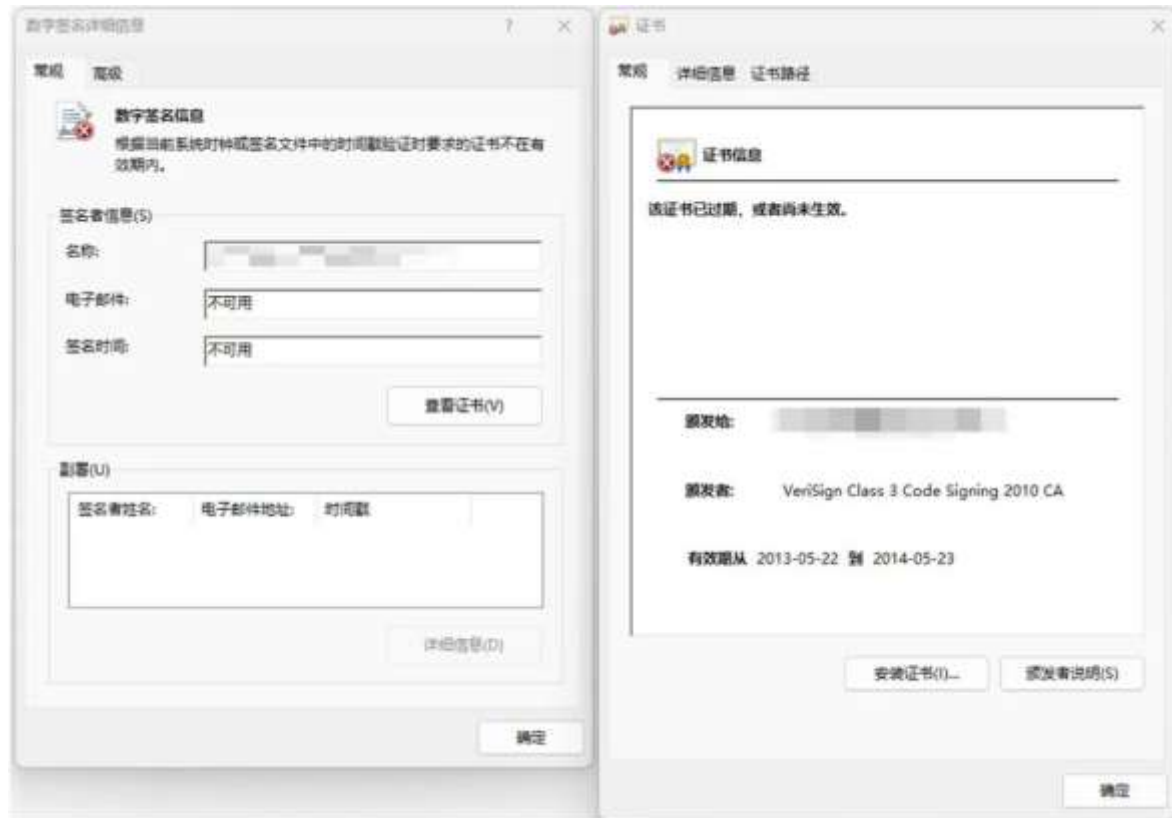 数字签名详细信息
常规 高级
数字签名信息
根据当前系统时钟或签名文件中的时间戳验证时要求的证书不在有
效期内。
签名者信息(S)
名称:
电子邮件: 不可用
签名时间: 不可用
查看证书(V)
副署(U)
签名者姓名: 电子邮件地址: 时间戳
详细信息(D)
确定
证书
常规 详细信息 证书路径
证书信息
该证书已过期，或者尚未生效。
颁发给:
颁发者: VeriSign Class 3 Code Signing 2010 CA
有效期从 2013-05-22 到 2014-05-23
安装证书(I)...
颁发者说明(S)
确定